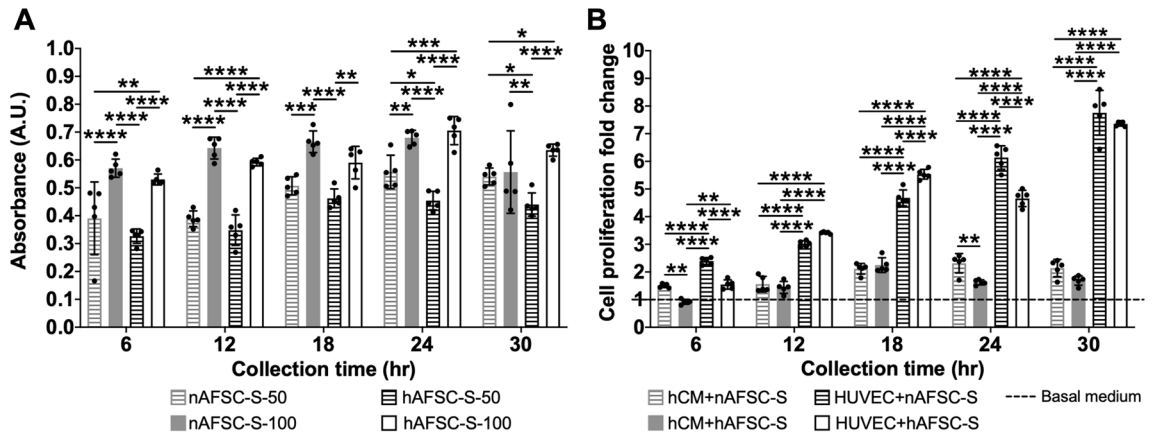 A
Absorbance (A.U.)
1.0
0.9
0.8
0.7
0.6
0.5
0.4
0.3
0.2
0.1
0.0
** **** **** ****
**** **** **** ****
** **** ***
*** **** * **** **
* **** * **
6 12 18 24 30
Collection time (hr)
nAFSC-S-50 hAFSC-S-50
nAFSC-S-100 hAFSC-S-100
B
Cell proliferation fold change
10
9
8
7
6
5
4
3
2
1
1
0
** **** **** **** **
**** **** **** ****
**** **** **** **** ****
**** **** **** **** **** **
**** **** **** ****
6 12 18 24 30
Collection time (hr)
hCM+nAFSC-S HUVEC+nAFSC-S Basal medium
hCM+hAFSC-S HUVEC+hAFSC-S